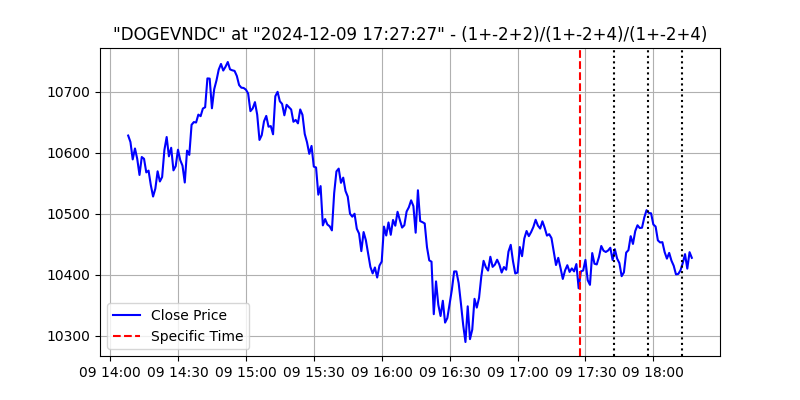 "DOGEVNDC" at "2024-12-09 17:27:27" - (1+-2+2)/(1+-2+4)/(1+-2+4)
10700
10600
10500
10400
10300
Close Price
Specific Time
09 14:00 09 14:30 09 15:00 09 15:30 09 16:00 09 16:30 09 17:00 09 17:30 09 18:00